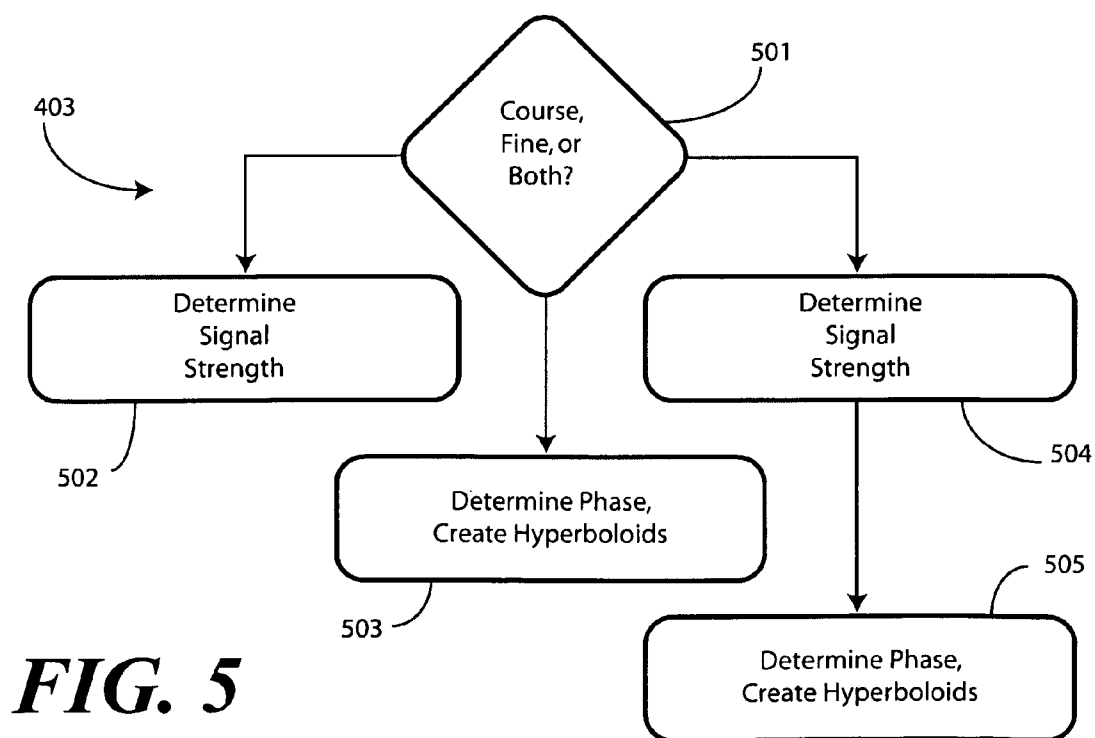 501
Course,
Fine, or
Both?
403
Determine
Signal
Strength
Determine
Signal
Strength
502
504
Determine Phase,
Create Hyperboloids
503
505
Determine Phase,
Create Hyperboloids
FIG. 5